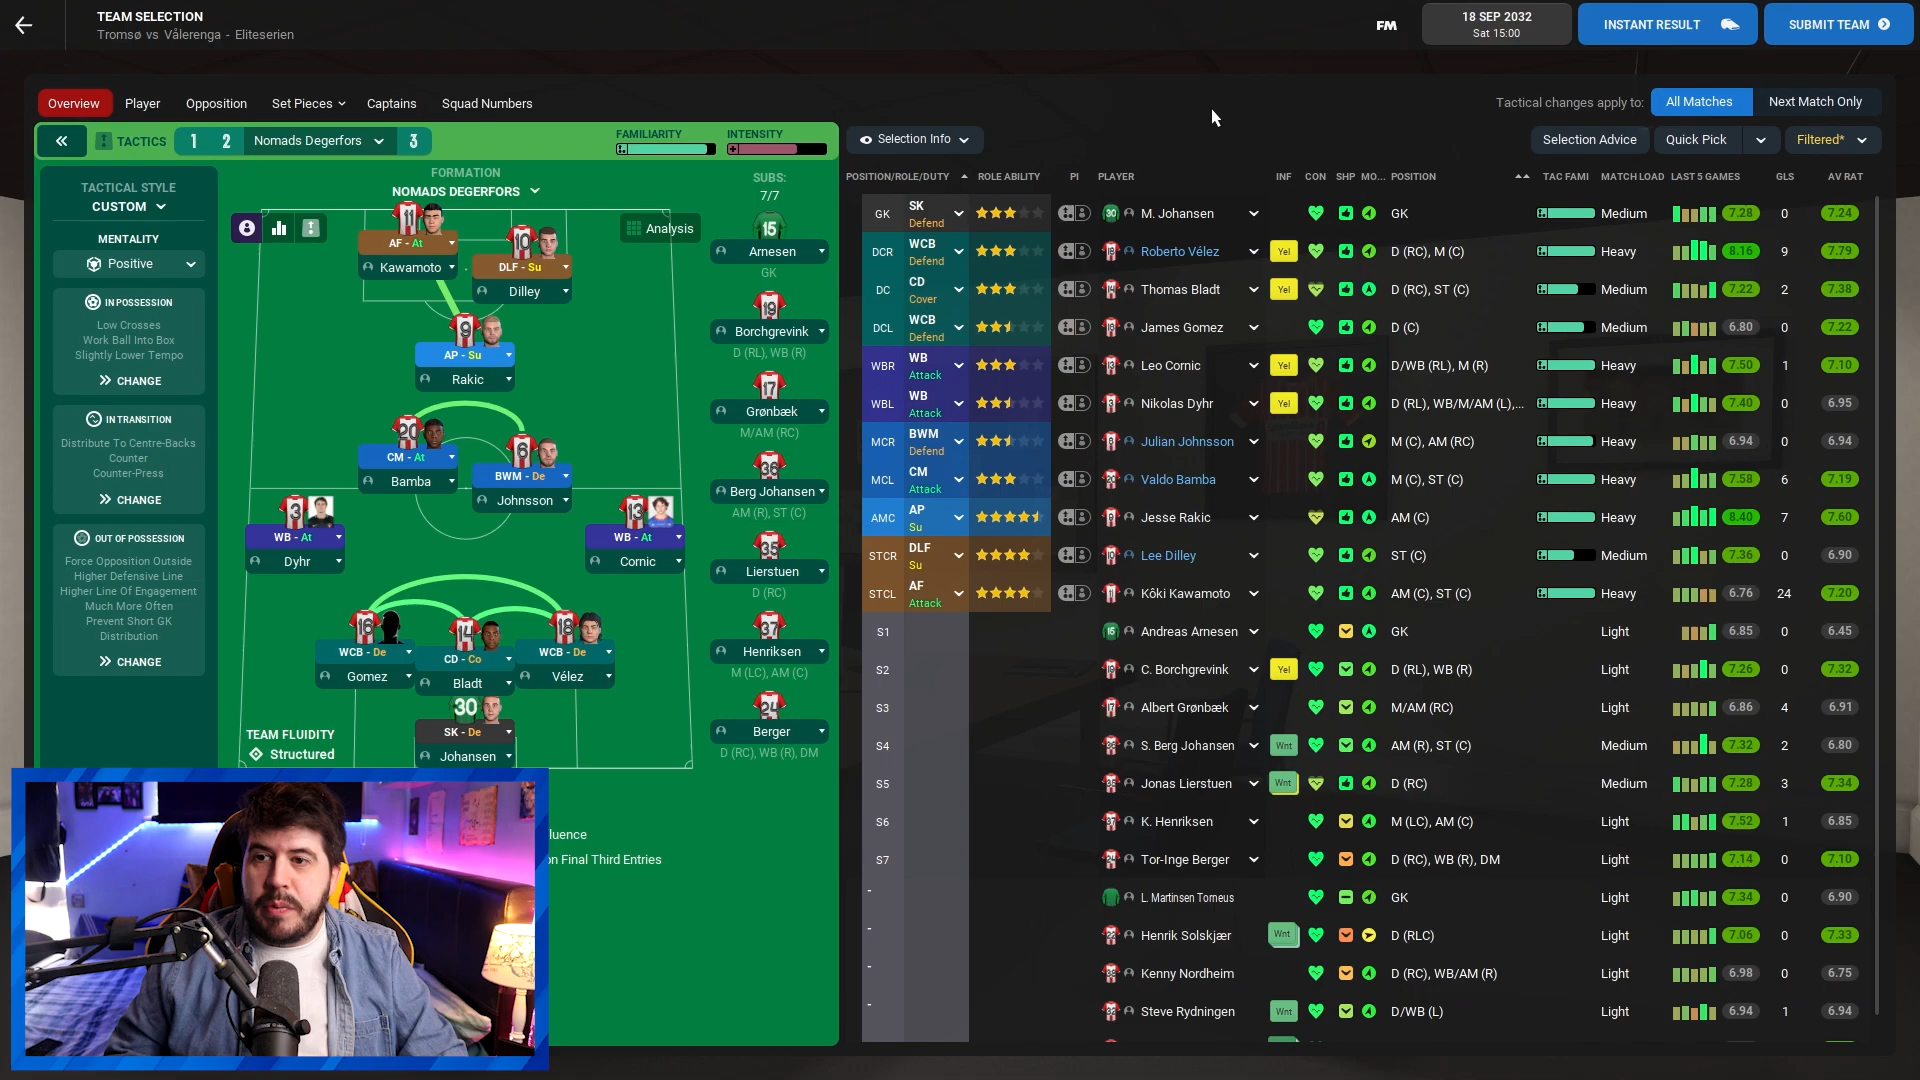 TEAM SELECTION
Tromsø vs Vålerenga - Eliteserien
FM
18 SEP 2032
Sat 15:00
INSTANT RESULT
SUBMIT TEAM
Overview
Player
Opposition
Set Pieces
Captains
Squad Numbers
Tactical changes apply to:
All Matches
Next Match Only
TACTICS
1
2
Nomads Degerfors
3
FAMILIARITY
INTENSITY
Selection Info
Selection Advice
Quick Pick
Filtered*
TACTICAL STYLE
CUSTOM
MENTALITY
Positive
IN POSSESSION
Low Crosses
Work Ball Into Box
Slightly Lower Tempo
CHANGE
IN TRANSITION
Distribute To Centre-Backs
Counter
Counter-Press
CHANGE
OUT OF POSSESSION
Force Opposition Outside
Higher Defensive Line
Higher Line Of Engagement
Much More Often
Prevent Short GK
Distribution
CHANGE
FORMATION
NOMADS DEGERFORS
Analysis
11
AF - At
Kawamoto
10
DLF - Su
Dilley
9
AP - Su
Rakic
20
CM - At
Bamba
6
BWM - De
Johnsson
3
WB - At
Dyhr
13
WB - At
Cornic
16
WCB - De
Gomez
14
CD - Co
Bladt
18
WCB - De
Vélez
30
SK - De
Johansen
TEAM FLUIDITY
Structured
luence
on Final Third Entries
SUBS:
7/7
15
Arnesen
GK
19
Borchgrevink
D (RL), WB (R)
17
Grønbæk
M/AM (RC)
36
Berg Johansen
AM (R), ST (C)
35
Lierstuen
D (RC)
37
Henriksen
M (LC), AM (C)
24
Berger
D (RC), WB (R), DM
POSITION/ROLE/DUTY ROLE ABILITY PI PLAYER INF CON SHP MO... POSITION TAC FAMI MATCH LOAD LAST 5 GAMES GLS AV RAT
GK SK Defend 30 M. Johansen GK Medium 7.28 0 7.24
DCR WCB Defend Roberto Vélez Yel D (RC), M (C) Heavy 8.16 9 7.79
DC CD Cover Thomas Bladt Yel D (RC), ST (C) Medium 7.22 2 7.38
DCL WCB Defend James Gomez D (C) Medium 6.80 0 7.22
WBR WB Attack Leo Cornic Yel D/WB (RL), M (R) Heavy 7.50 1 7.10
WBL WB Attack Nikolas Dyhr Yel D (RL), WB/M/AM (L),... Heavy 7.40 0 6.95
MCR BWM Defend Julian Johnsson M (C), AM (RC) Heavy 6.94 0 6.94
MCL CM Attack Valdo Bamba M (C), ST (C) Heavy 7.58 6 7.19
AMC AP Su Jesse Rakic AM (C) Heavy 8.40 7 7.60
STCR DLF Su Lee Dilley ST (C) Medium 7.36 0 6.90
STCL AF Attack Kôki Kawamoto AM (C), ST (C) Heavy 6.76 24 7.20
S1 15 Andreas Arnesen GK Light 6.85 0 6.45
S2 C. Borchgrevink Yel D (RL), WB (R) Light 7.26 0 7.32
S3 Albert Grønbæk M/AM (RC) Light 6.86 4 6.91
S4 S. Berg Johansen Wnt AM (R), ST (C) Medium 7.32 2 6.80
S5 Jonas Lierstuen Wnt D (RC) Medium 7.28 3 7.34
S6 K. Henriksen M (LC), AM (C) Light 7.52 1 6.85
S7 Tor-Inge Berger D (RC), WB (R), DM Light 7.14 0 7.10
- L. Martinsen Torneus GK Light 7.34 0 6.90
- Henrik Solskjær Wnt D (RLC) Light 7.06 0 7.33
- Kenny Nordheim D (RC), WB/AM (R) Light 6.98 0 6.75
- Steve Rydningen Wnt D/WB (L) Light 6.94 1 6.94